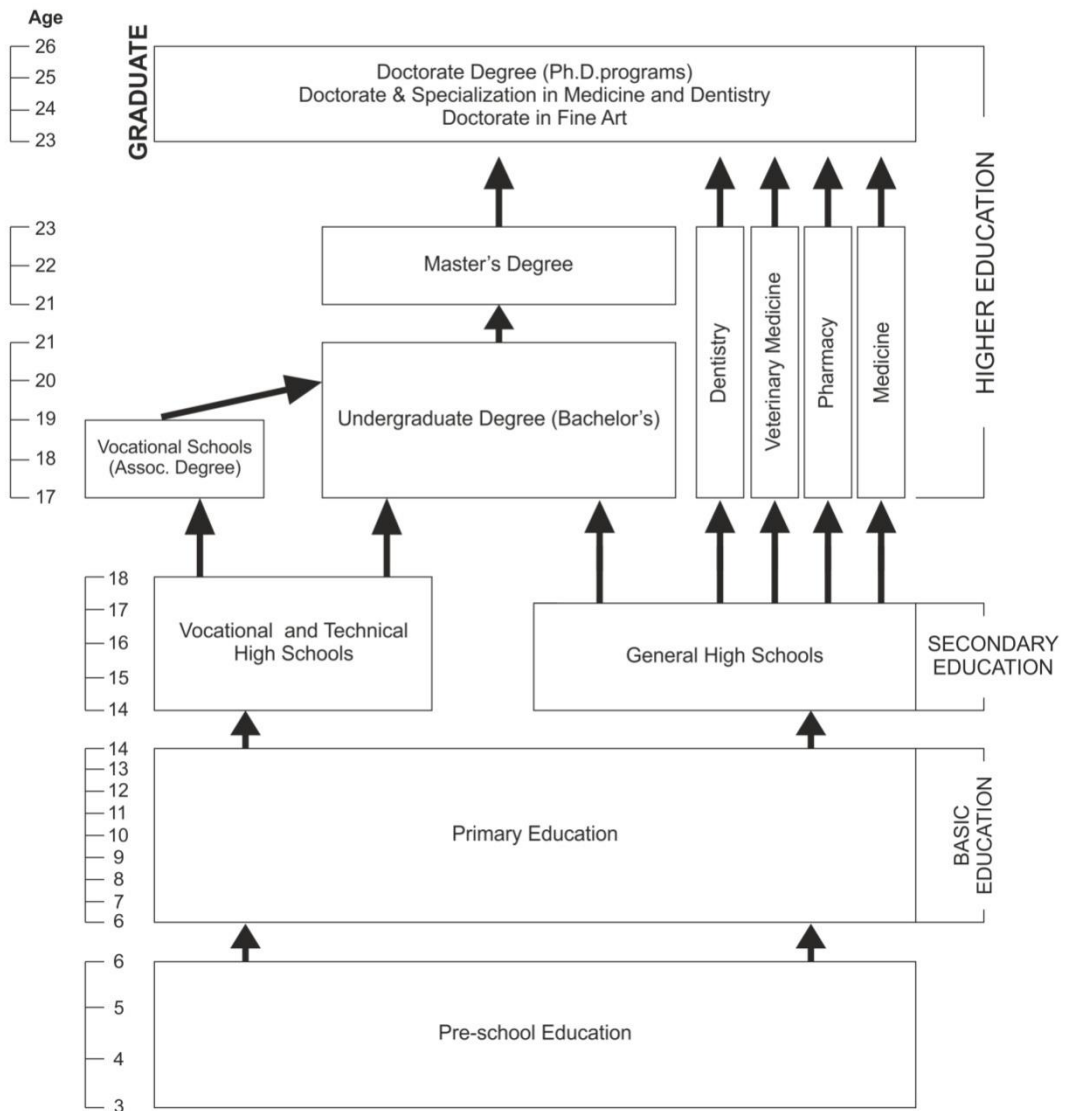 Age
26
25
24
23
GRADUATE
Doctorate Degree (Ph.D.programs)
Doctorate & Specialization in Medicine and Dentistry
Doctorate in Fine Art
HIGHER EDUCATION
23
22
21
Master's Degree
21
20
19
18
17
Undergraduate Degree (Bachelor's)
Vocational Schools
(Assoc. Degree)
Dentistry
Veterinary Medicine
Pharmacy
Medicine
18
17
16
15
14
Vocational and Technical
High Schools
General High Schools
SECONDARY
EDUCATION
14
13
12
11
10
9
8
7
6
Primary Education
BASIC
EDUCATION
6
5
4
3
Pre-school Education